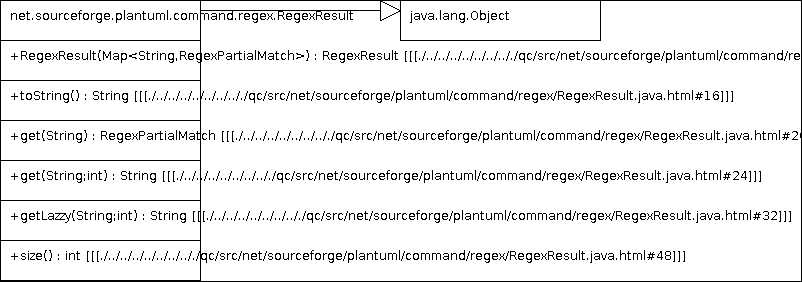 net.sourceforge.plantuml.command.regex.RegexResult
java.lang.Object
+RegexResult(Map<String,RegexPartialMatch>) : RegexResult [[[./../../../../../../../../qc/src/net/sourceforge/plantuml/command/re
+toString() : String [[[./../../../../../../../../qc/src/net/sourceforge/plantuml/command/regex/RegexResult.java.html#16]]]
+get(String) : RegexPartialMatch [[[./../../../../../../../../qc/src/net/sourceforge/plantuml/command/regex/RegexResult.java.html#20
+get(String;int) : String [[[./../../../../../../../../qc/src/net/sourceforge/plantuml/command/regex/RegexResult.java.html#24]]]
+getLazy(String;int) : String [[[./../../../../../../../../qc/src/net/sourceforge/plantuml/command/regex/RegexResult.java.html#32]]]
+size() : int [[[./../../../../../../../../qc/src/net/sourceforge/plantuml/command/regex/RegexResult.java.html#48]]]